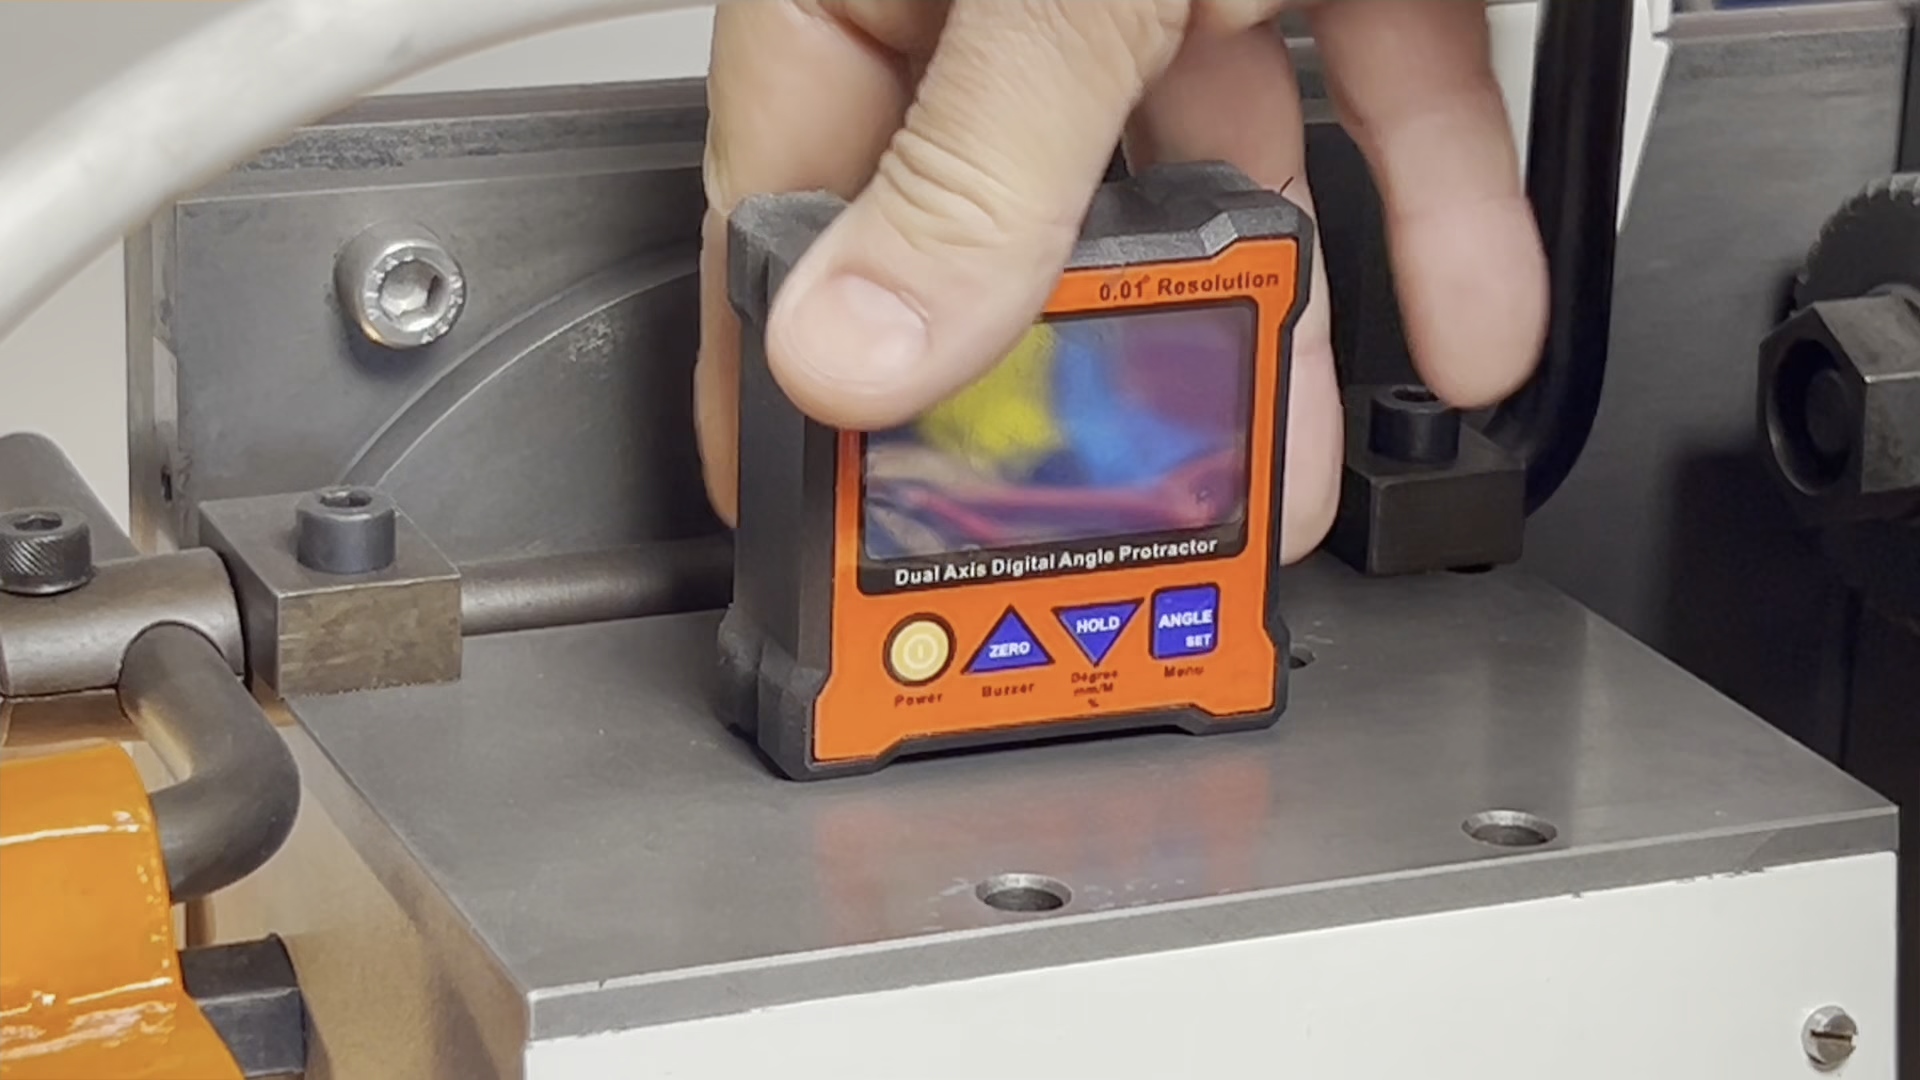 0.01° Resolution
Dual Axis Digital Angle Protractor
ZERO
HOLD
ANGLE
SET
Power
Buzzer
Degree
mm/M
%
Menu